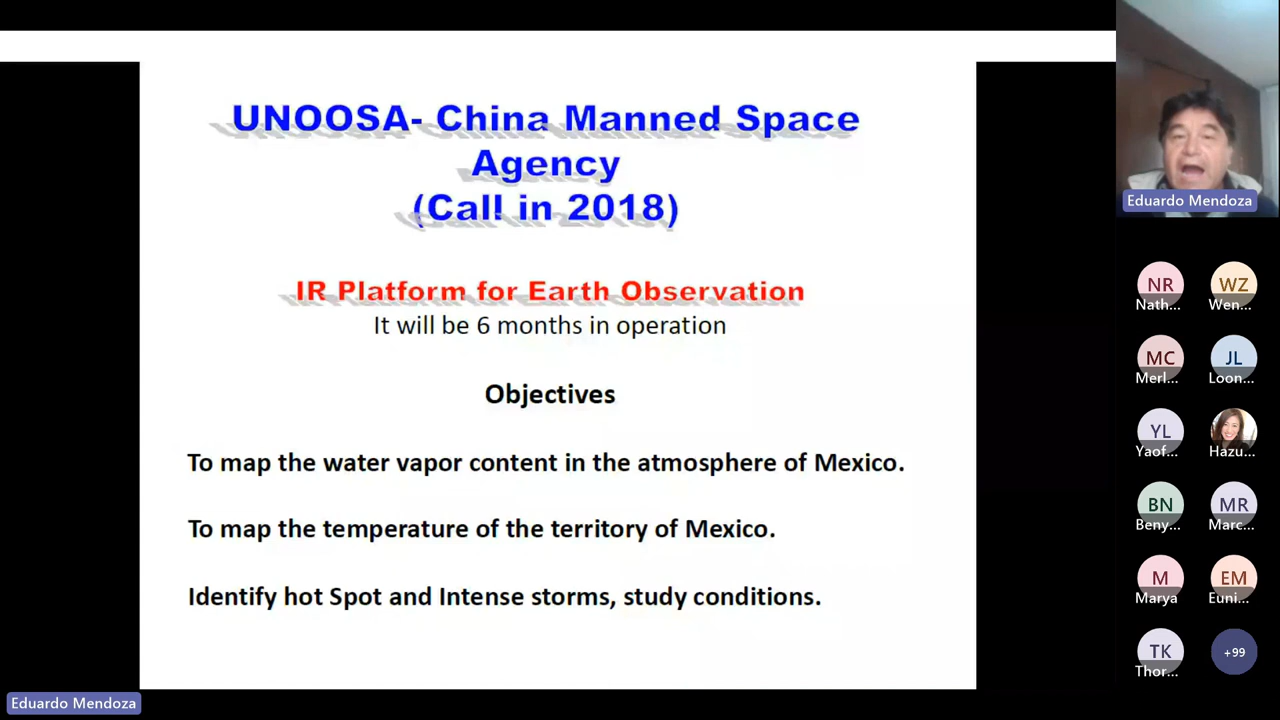 UNOOSA- China Manned Space
Agency
(Call in 2018)
IR Platform for Earth Observation
It will be 6 months in operation
Objectives
To map the water vapor content in the atmosphere of Mexico.
To map the temperature of the territory of Mexico.
Identify hot Spot and Intense storms, study conditions.
Eduardo Mendoza
Eduardo Mendoza
NR
Nath...
WZ
Wen...
MC
Merl...
JL
Loon...
YL
Yaof...
Hazu...
BN
Beny...
MR
Marc...
M
Marya
EM
Euni...
TK
Thor...
+99